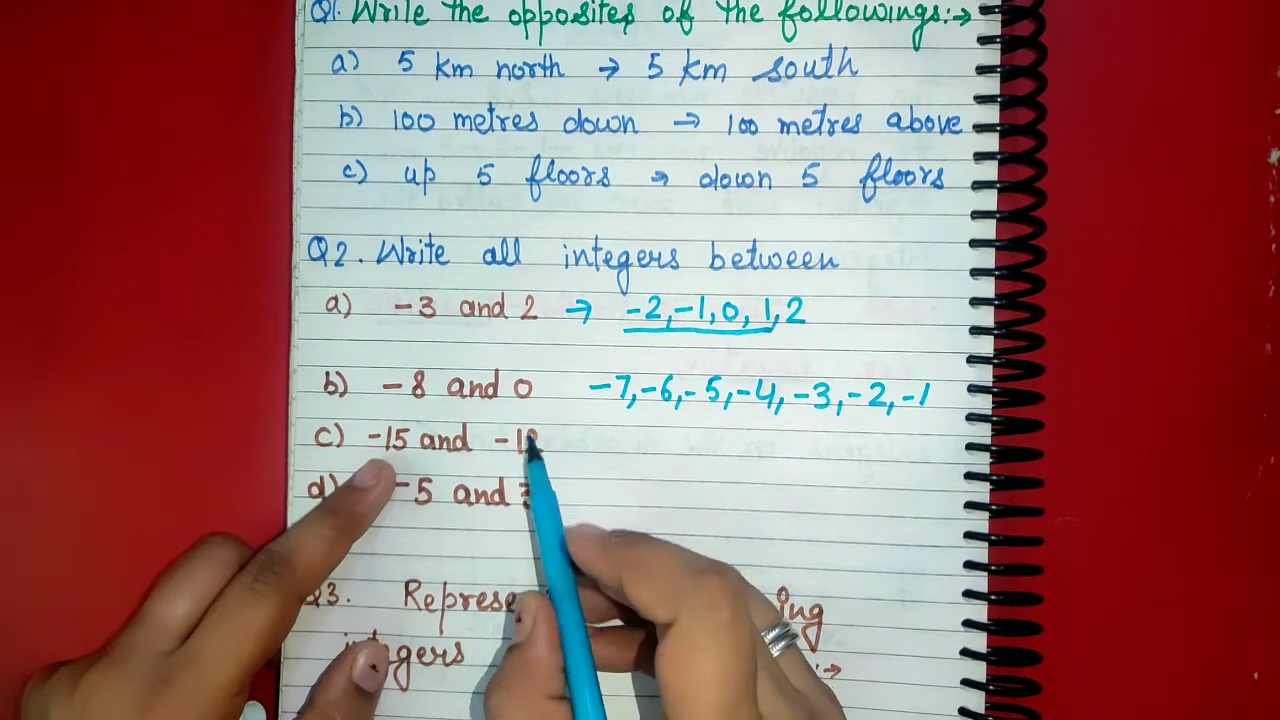 Q1. Write the opposites of the followings:→
a) 5 km north → 5 km south
b) 100 metres down → 100 metres above
c) up 5 floors → down 5 floors
Q2. Write all integers between
a) -3 and 2 → -2,-1,0,1,2
b) -8 and 0 -7,-6,-5,-4,-3,-2,-1
c) -15 and
d) -5 and
Q3.
integers